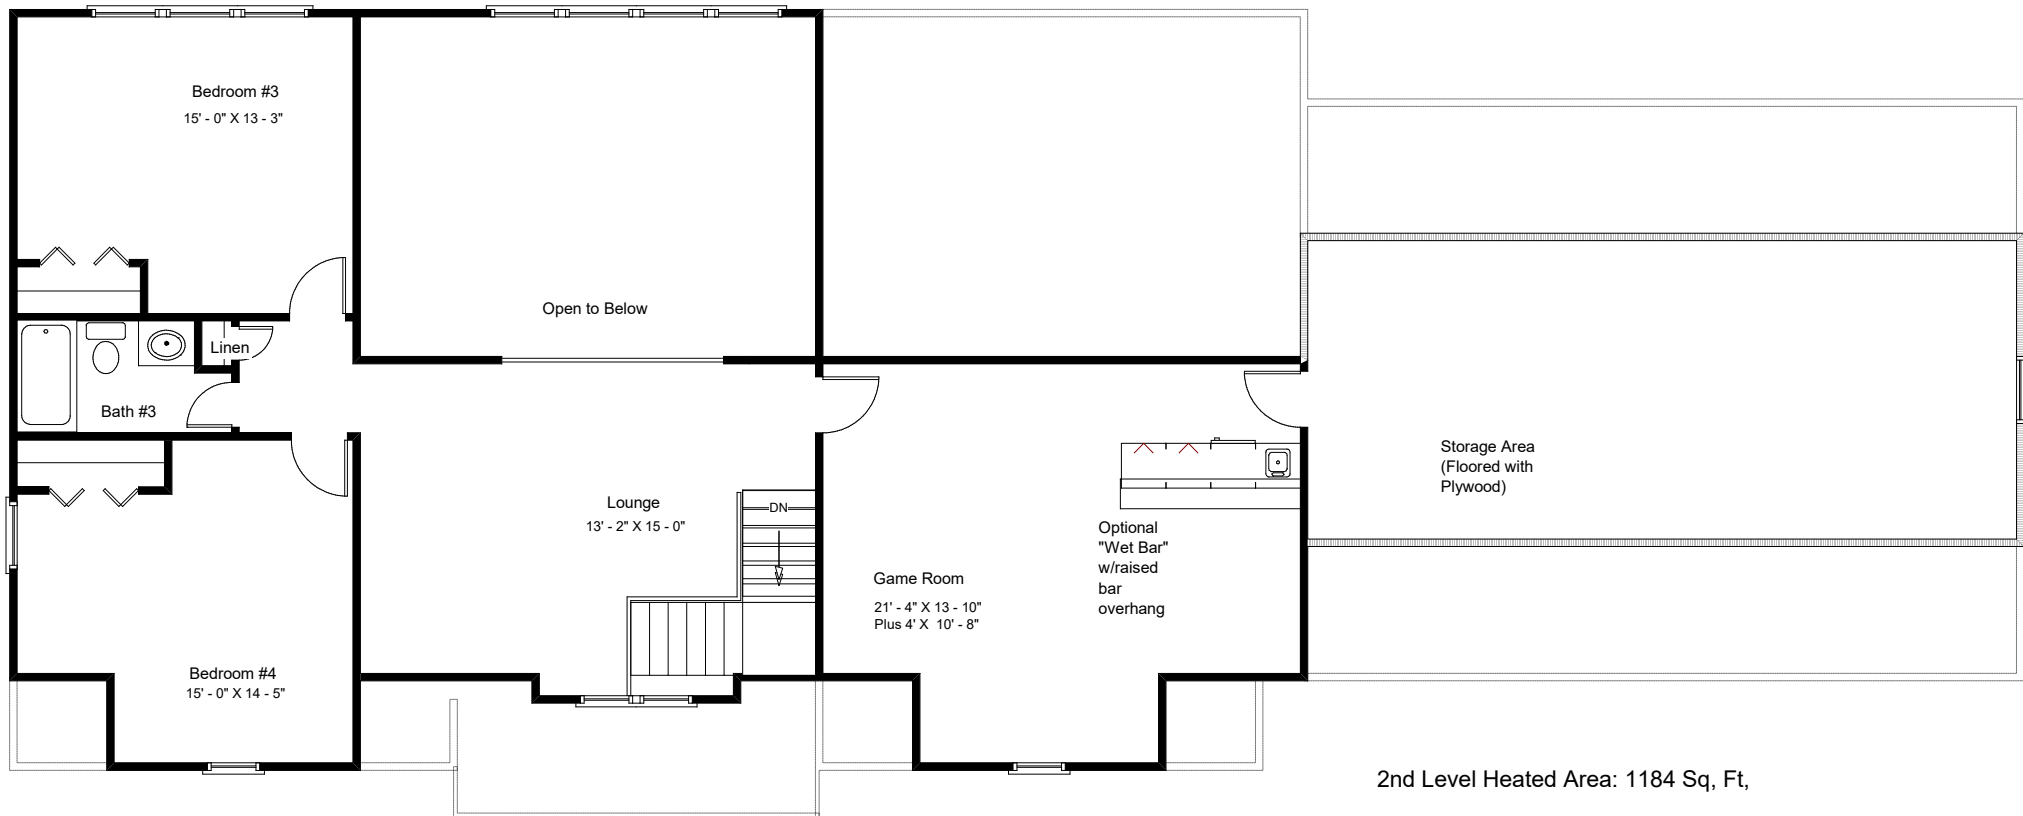 Bedroom #3
15' - 0" X 13 - 3"
Open to Below
Linen
Bath #3
Storage Area
(Floored with
Plywood)
Lounge
13' - 2" X 15 - 0"
DN
Optional
"Wet Bar"
w/raised
bar
overhang
Game Room
21' - 4" X 13 - 10"
Plus 4' X 10' - 8"
Bedroom #4
15' - 0" X 14 - 5"
2nd Level Heated Area: 1184 Sq, Ft,